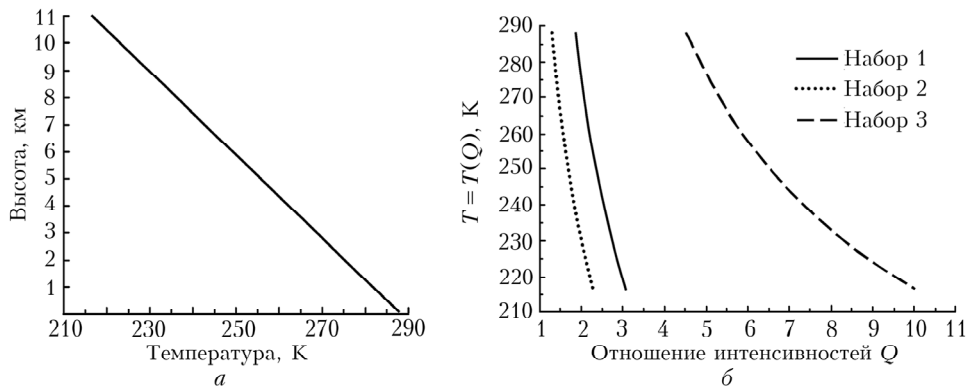 Высота, км
11
10
9
8
7
6
5
4
3
2
1
210 230 250 270 290
Температура, К
а
T = T(Q), К
290
280
270
260
250
240
230
220
210
1 2 3 4 5 6 7 8 9 10 11
Отношение интенсивностей Q
б
Набор 1
Набор 2
Набор 3